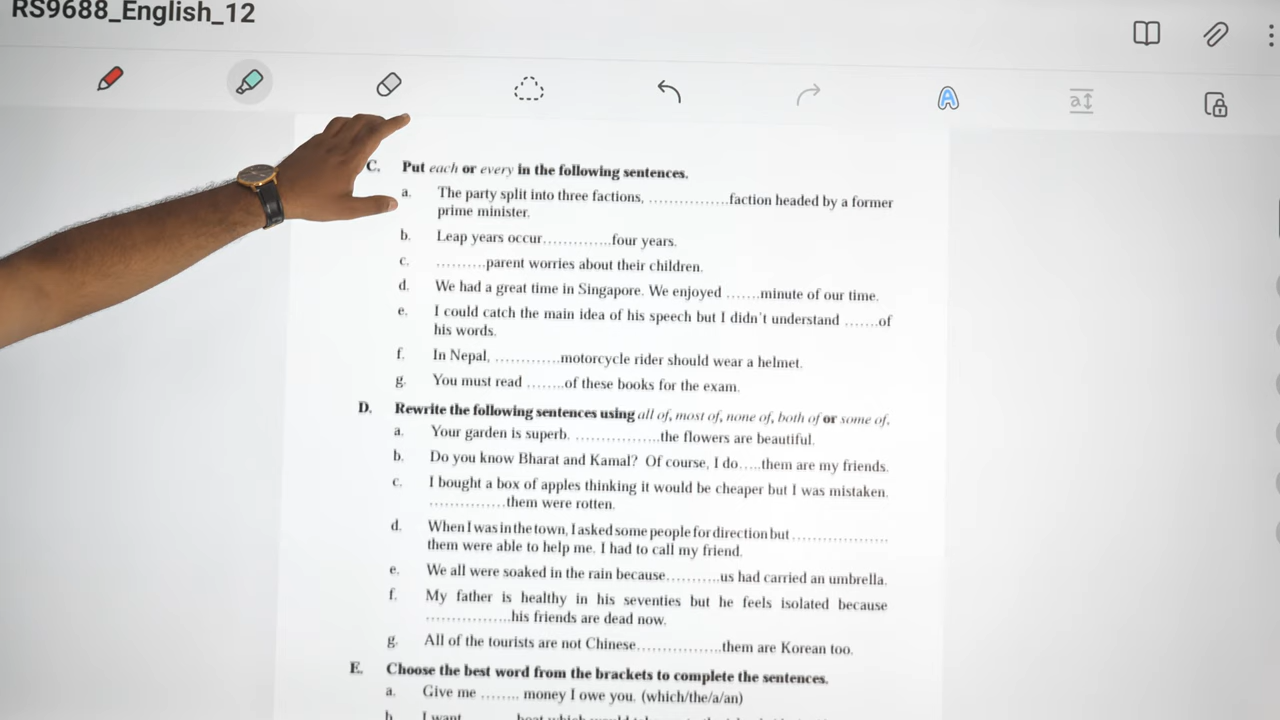 RS9688_English_12
A
a
C. Put each or every in the following sentences.
a. The party split into three factions, ................faction headed by a former
prime minister.
b. Leap years occur.............four years.
c. ..........parent worries about their children.
d. We had a great time in Singapore. We enjoyed .......minute of our time.
e. I could catch the main idea of his speech but I didn't understand .......of
his words.
f. In Nepal, .............motorcycle rider should wear a helmet.
g. You must read ........of these books for the exam.
D. Rewrite the following sentences using all of, most of, none of, both of or some of.
a. Your garden is superb. .................the flowers are beautiful.
b. Do you know Bharat and Kamal? Of course, I do.....them are my friends.
c. I bought a box of apples thinking it would be cheaper but I was mistaken.
...............them were rotten.
d. When I was in the town, I asked some people for direction but ...................
them were able to help me. I had to call my friend.
e. We all were soaked in the rain because...........us had carried an umbrella.
f. My father is healthy in his seventies but he feels isolated because
.................his friends are dead now.
g. All of the tourists are not Chinese.................them are Korean too.
E. Choose the best word from the brackets to complete the sentences.
a. Give me ........ money I owe you. (which/the/a/an)
b. I want